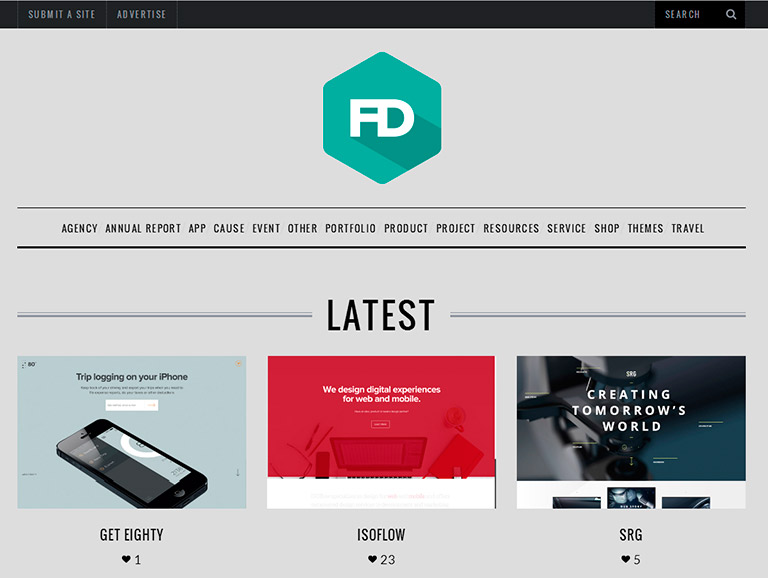 SUBMIT A SITE ADVERTISE SEARCH
FD
AGENCY ANNUAL REPORT APP CAUSE EVENT OTHER PORTFOLIO PRODUCT PROJECT RESOURCES SERVICE SHOP THEMES TRAVEL
LATEST
80°
Trip logging on your iPhone
We design digital experiences
for web and mobile.
SRG
CREATING
TOMORROW'S
WORLD
GET EIGHTY
1
ISOFLOW
23
SRG
5